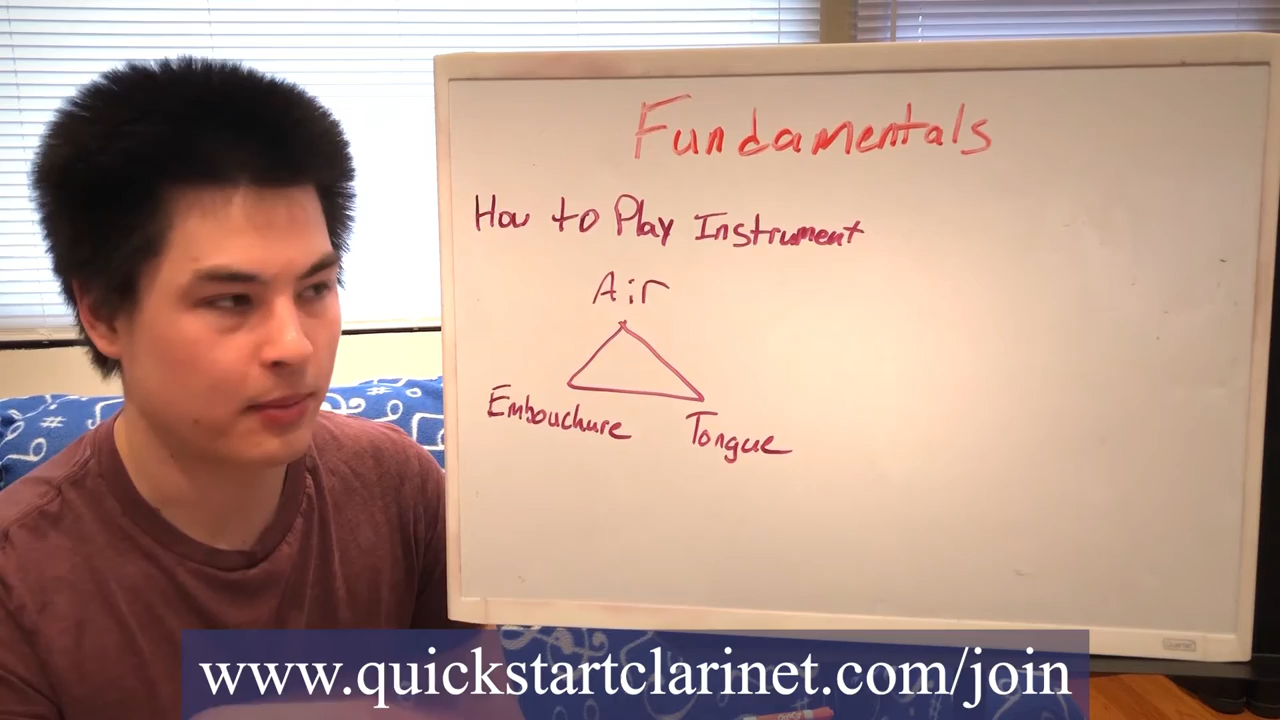 Fundamentals
How to Play Instrument
Air
Embouchure
Tongue
www.quickstartclarinet.com/join